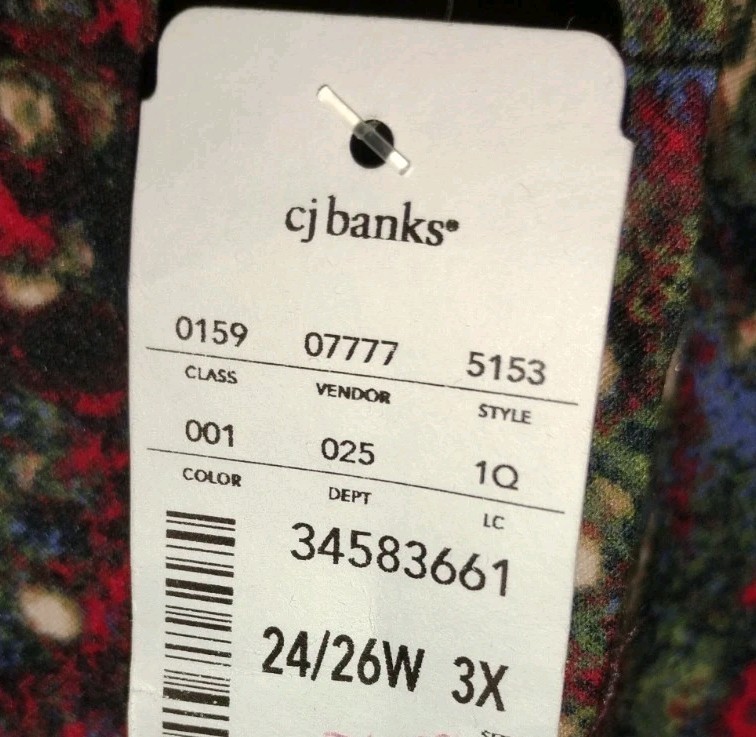 cj banks®
0159 07777 5153
CLASS VENDOR STYLE
001 025 1Q
COLOR DEPT LC
34583661
24/26W 3X